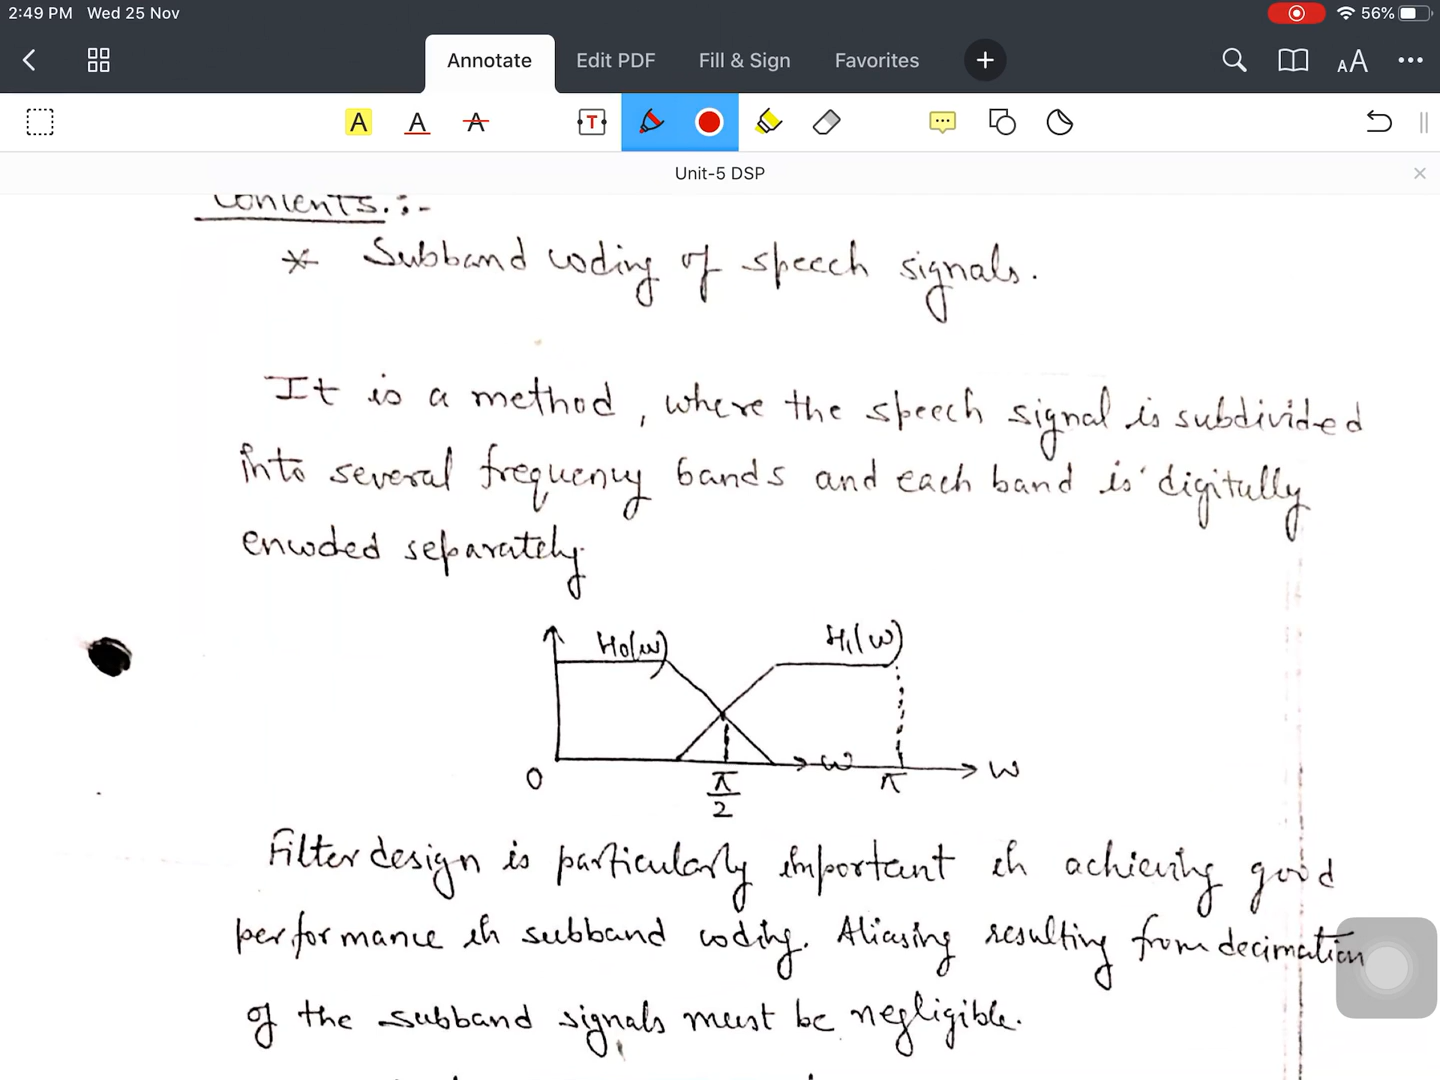 2:49 PM Wed 25 Nov
56%
Annotate Edit PDF Fill & Sign Favorites
A A A T
AA
Unit-5 DSP
Contents.:-
* Subband coding of speech signals.
It is a method, where the speech signal is subdivided
into several frequency bands and each band is digitally
encoded separately.
H0(ω) H1(ω)
0 π/2 ω π ω
Filter design is particularly important in achieving good
performance in subband coding. Aliasing resulting from decimation
of the subband signals must be negligible.